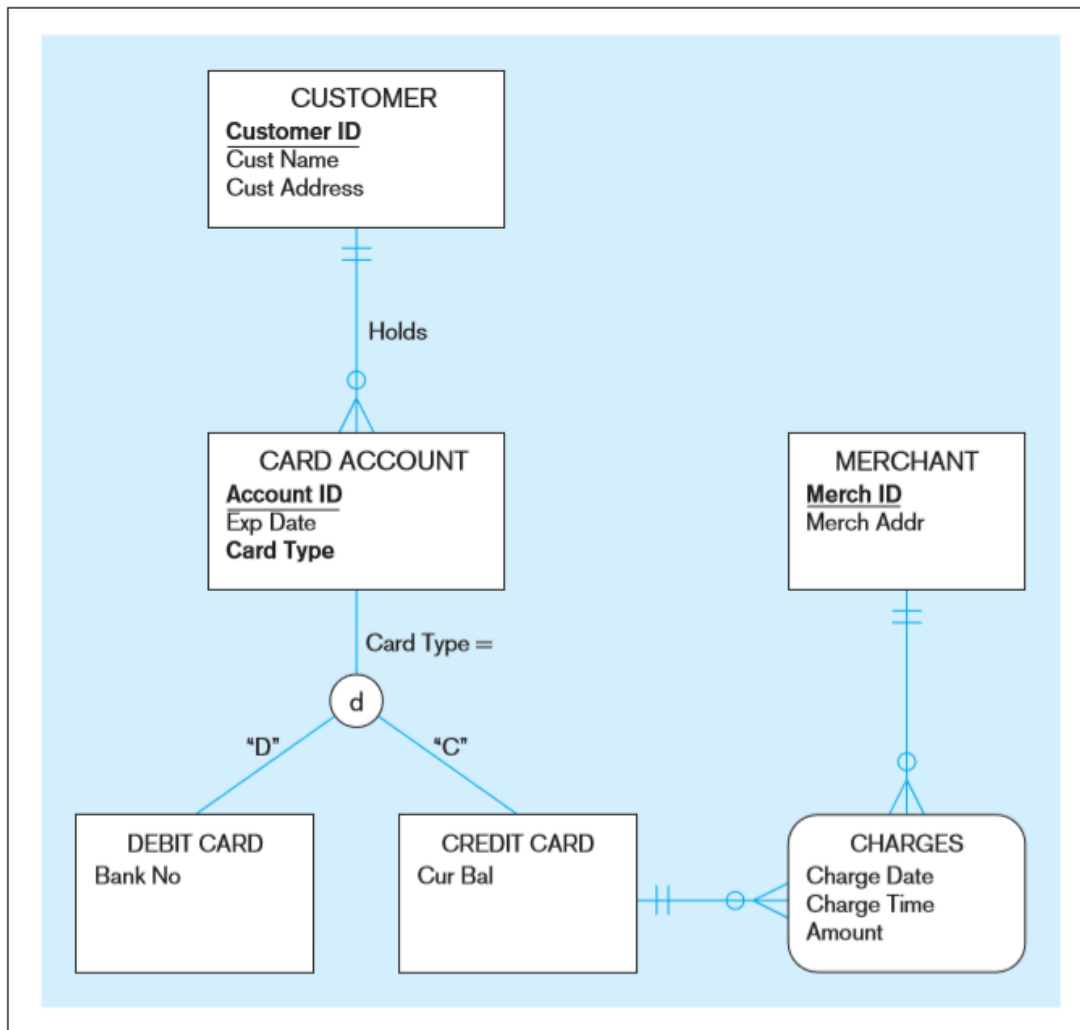 CUSTOMER
Customer ID
Cust Name
Cust Address
Holds
CARD ACCOUNT
Account ID
Exp Date
Card Type
MERCHANT
Merch ID
Merch Addr
Card Type =
d
“D”
“C”
DEBIT CARD
Bank No
CREDIT CARD
Cur Bal
CHARGES
Charge Date
Charge Time
Amount